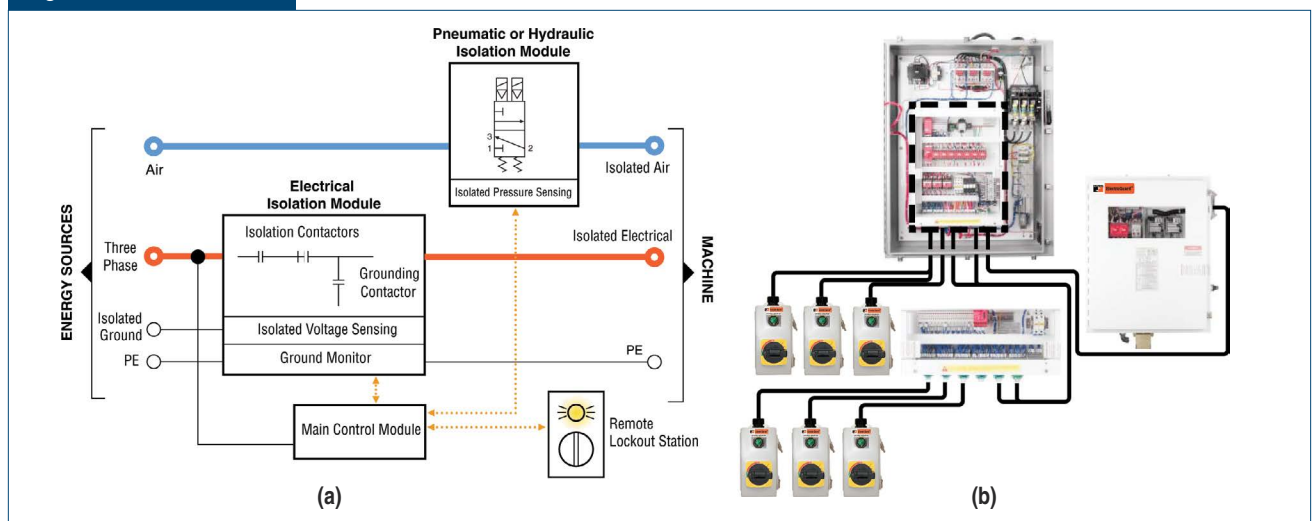 Pneumatic or Hydraulic
Isolation Module
3
1
2
Isolated Pressure Sensing
Air
Isolated Air
ENERGY SOURCES
Electrical
Isolation Module
Isolation Contactors
Grounding
Contactor
Isolated Voltage Sensing
Ground Monitor
Three
Phase
Isolated
Ground
PE
Isolated Electrical
PE
MACHINE
Main Control Module
Remote
Lockout Station
(a)
(b)